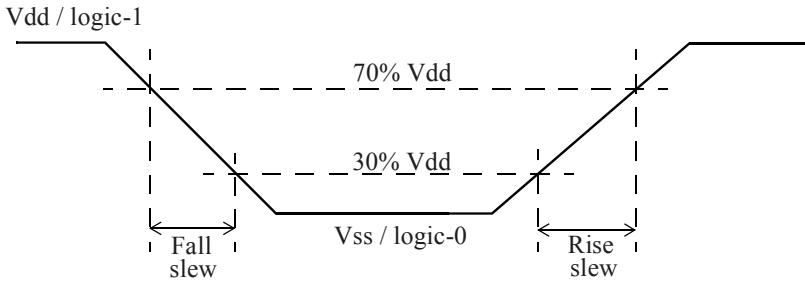 Vdd / logic-1
70% Vdd
30% Vdd
Vss / logic-0
Fall
slew
Rise
slew